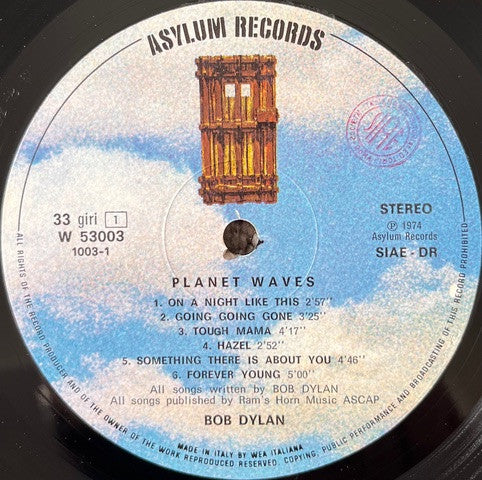 ASYLUM RECORDS
SIAE
33 giri 1
W 53003
1003-1
STEREO
Ⓟ 1974
Asylum Records
SIAE - DR
PLANET WAVES
1. ON A NIGHT LIKE THIS 2'57''
2. GOING GOING GONE 3'25''
3. TOUGH MAMA 4'17''
4. HAZEL 2'52''
5. SOMETHING THERE IS ABOUT YOU 4'46''
6. FOREVER YOUNG 5'00''
All songs written by BOB DYLAN
All songs published by Ram's Horn Music ASCAP
BOB DYLAN
MADE IN ITALY BY WEA ITALIANA
ALL RIGHTS OF THE RECORD PRODUCER AND OF THE OWNER OF THE WORK REPRODUCED RESERVED. COPYING, PUBLIC PERFORMANCE AND BROADCASTING OF THIS RECORD PROHIBITED